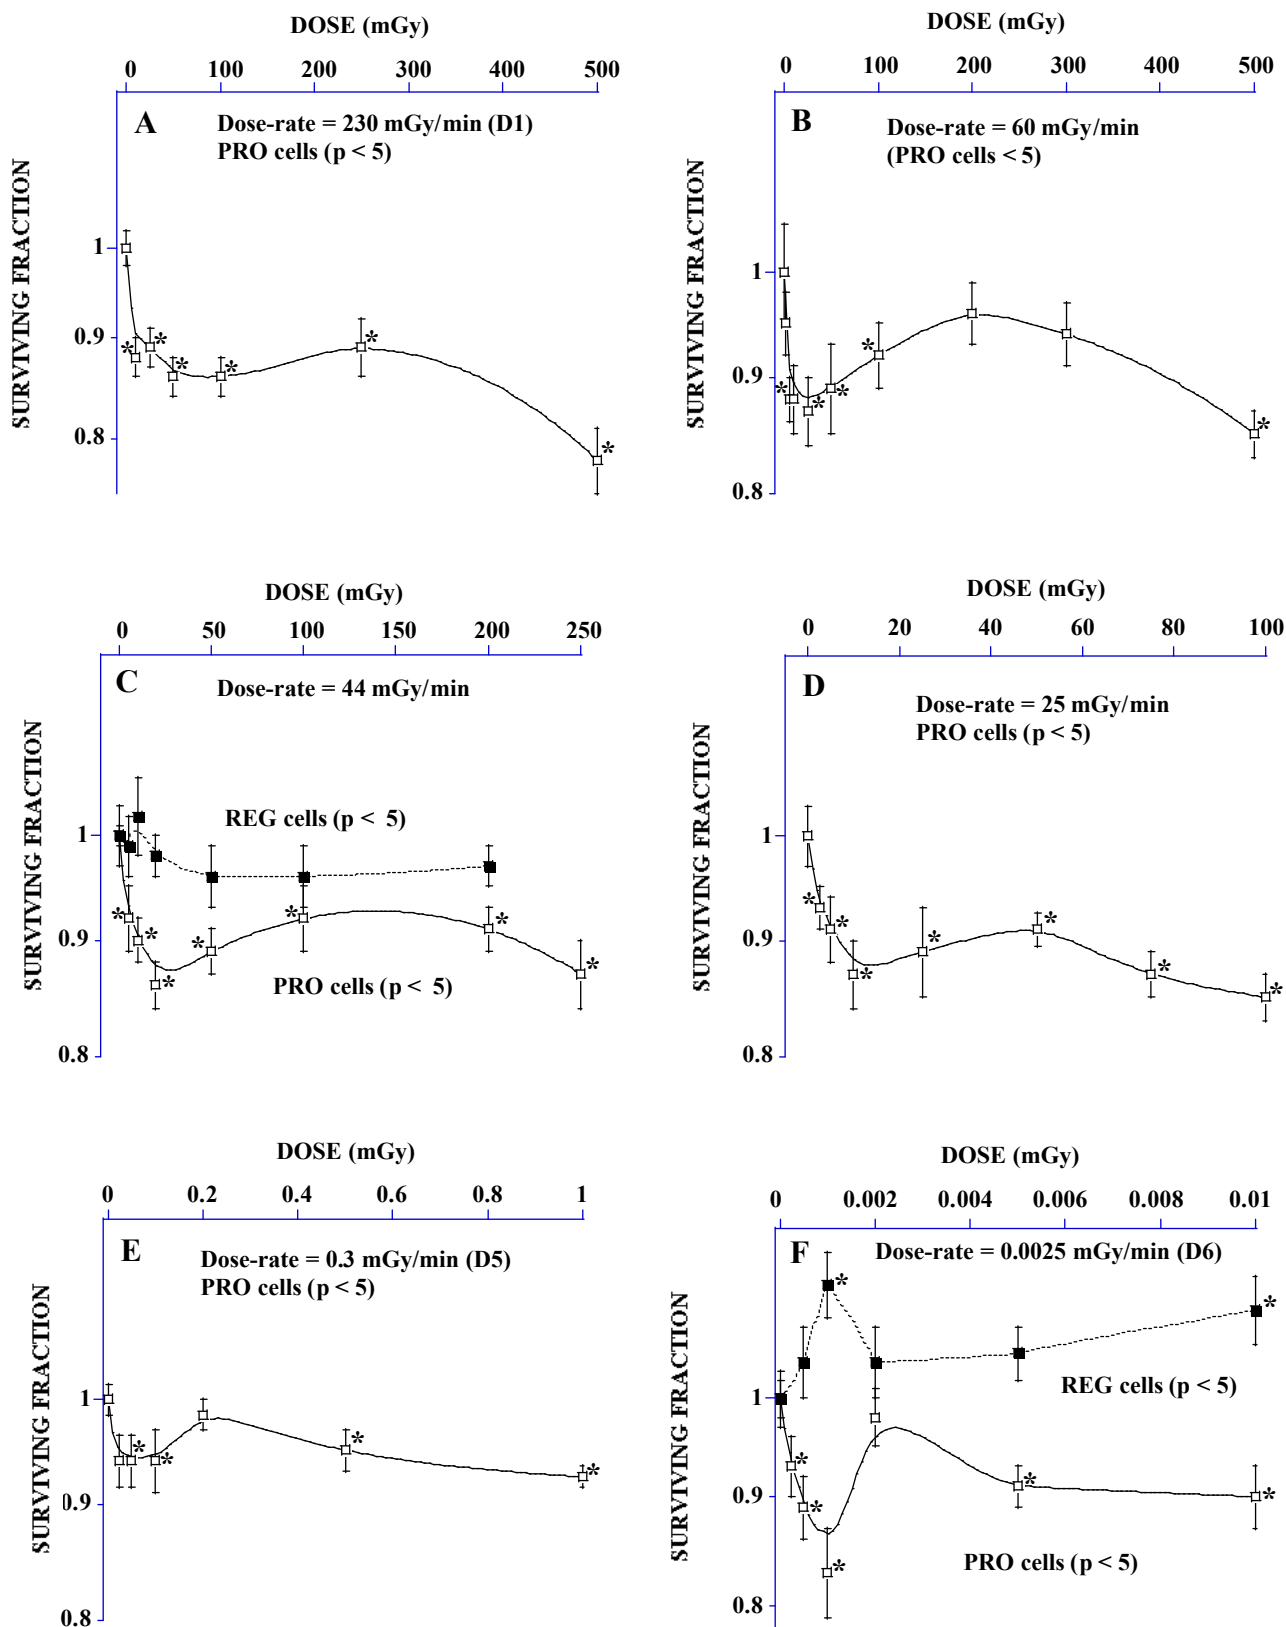 DOSE (mGy)
0 100 200 300 400 500
A
Dose-rate = 230 mGy/min (D1)
PRO cells (p < 5)
SURVIVING FRACTION
1
0.9
0.8
*
*
*
*
*
*
DOSE (mGy)
0 100 200 300 400 500
B
Dose-rate = 60 mGy/min
(PRO cells < 5)
SURVIVING FRACTION
1
0.9
0.8
*
*
*
*
*
DOSE (mGy)
0 50 100 150 200 250
C
Dose-rate = 44 mGy/min
SURVIVING FRACTION
REG cells (p < 5)
PRO cells (p < 5)
1
0.9
0.8
*
*
*
*
*
*
*
DOSE (mGy)
0 20 40 60 80 100
D
Dose-rate = 25 mGy/min
PRO cells (p < 5)
SURVIVING FRACTION
1
0.9
0.8
*
*
*
*
*
*
*
DOSE (mGy)
0 0.2 0.4 0.6 0.8 1
E
Dose-rate = 0.3 mGy/min (D5)
PRO cells (p < 5)
SURVIVING FRACTION
1
0.9
0.8
*
*
*
*
DOSE (mGy)
0 0.002 0.004 0.006 0.008 0.01
F
Dose-rate = 0.0025 mGy/min (D6)
SURVIVING FRACTION
REG cells (p < 5)
PRO cells (p < 5)
1
0.9
0.8
*
*
*
*
*
*
*